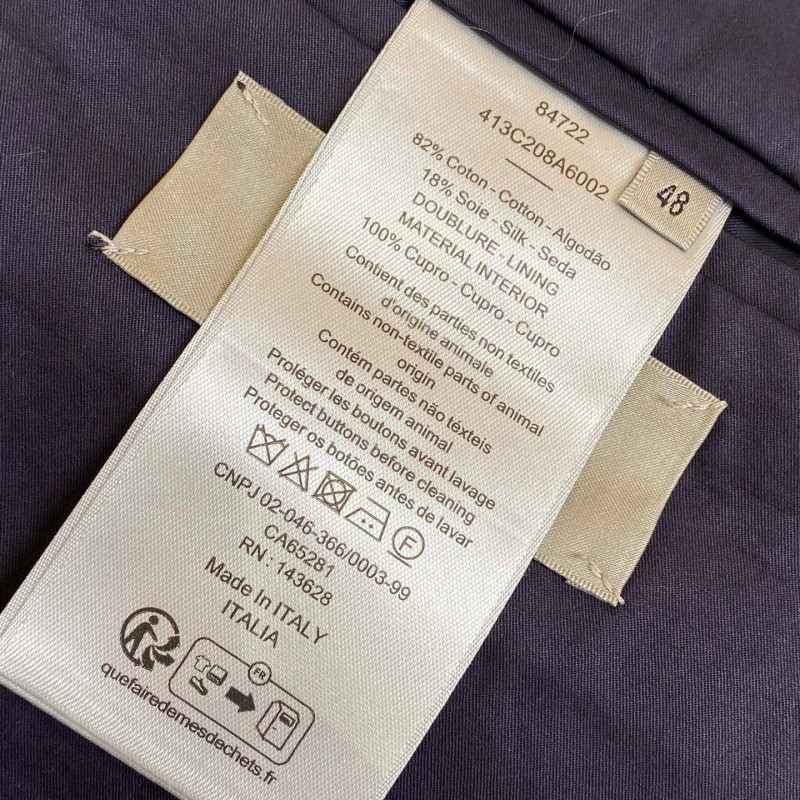 84722
413C208A6002
48
82% Coton - Cotton - Algodão
18% Soie - Silk - Seda
DOUBLURE - LINING
MATERIAL INTERIOR
100% Cupro - Cupro - Cupro
Contient des parties non textiles
d'origine animale
Contains non-textile parts of animal
origin
Contém partes não têxteis
de origem animal
Proléger les boutons avant lavage
Protect buttons before cleaning
Proteger os botões antes de lavar
F
CNPJ 02-046-366/0003-99
CA65281
RN : 143628
Made In ITALY
ITALIA
FR
quefairedemesdechets.fr